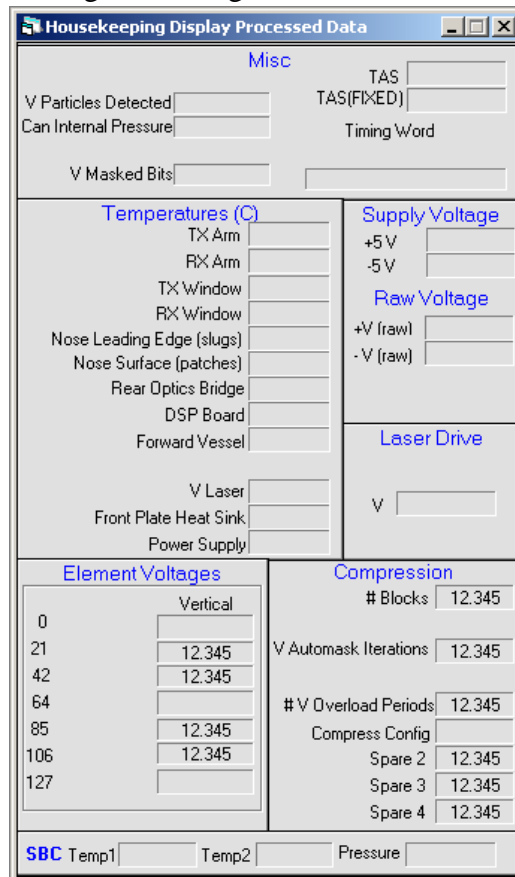 Housekeeping Display Processed Data
Misc
TAS
V Particles Detected
TAS(FIXED)
Can Internal Pressure
Timing Word
V Masked Bits
Temperatures (C)
TX Arm
RX Arm
TX Window
RX Window
Nose Leading Edge (slugs)
Nose Surface (patches)
Rear Optics Bridge
DSP Board
Forward Vessel
V Laser
Front Plate Heat Sink
Power Supply
Supply Voltage
+5 V
-5 V
Raw Voltage
+V (raw)
- V (raw)
Laser Drive
V
Element Voltages
Vertical
0
21 12.345
42 12.345
64
85 12.345
106 12.345
127
Compression
# Blocks 12.345
V Automask Iterations 12.345
# V Overload Periods 12.345
Compress Config
Spare 2 12.345
Spare 3 12.345
Spare 4 12.345
SBC Temp1 Temp2 Pressure